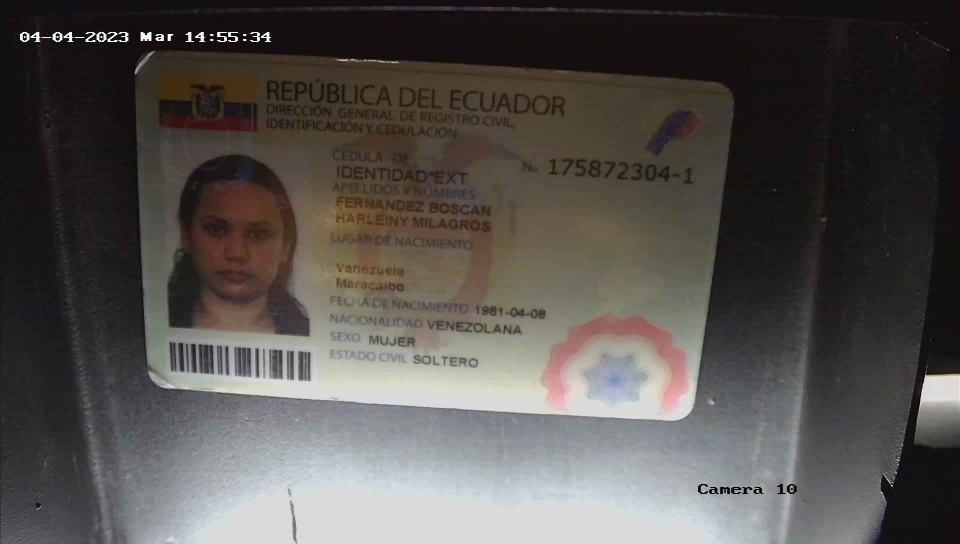 04-04-2023 Mar 14:55:34
REPÚBLICA DEL ECUADOR
DIRECCIÓN GENERAL DE REGISTRO CIVIL,
IDENTIFICACIÓN Y CEDULACIÓN
CÉDULA DE
No 175872304-1
IDENTIDAD*EXT
APELLIDOS Y NOMBRES
FERNANDEZ BOSCAN
HARLEINY MILAGROS
LUGAR DE NACIMIENTO
Vanezuela
Maracaibo
FECHA DE NACIMIENTO 1981-04-08
NACIONALIDAD VENEZOLANA
SEXO MUJER
ESTADO CIVIL SOLTERO
Camera 10